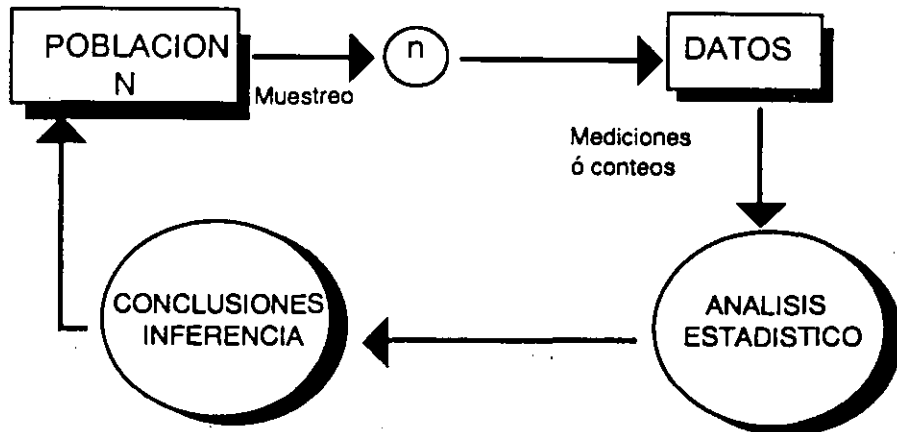 POBLACION
N
Muestreo
n
DATOS
Mediciones
ó conteos
ANALISIS
ESTADISTICO
CONCLUSIONES
INFERENCIA